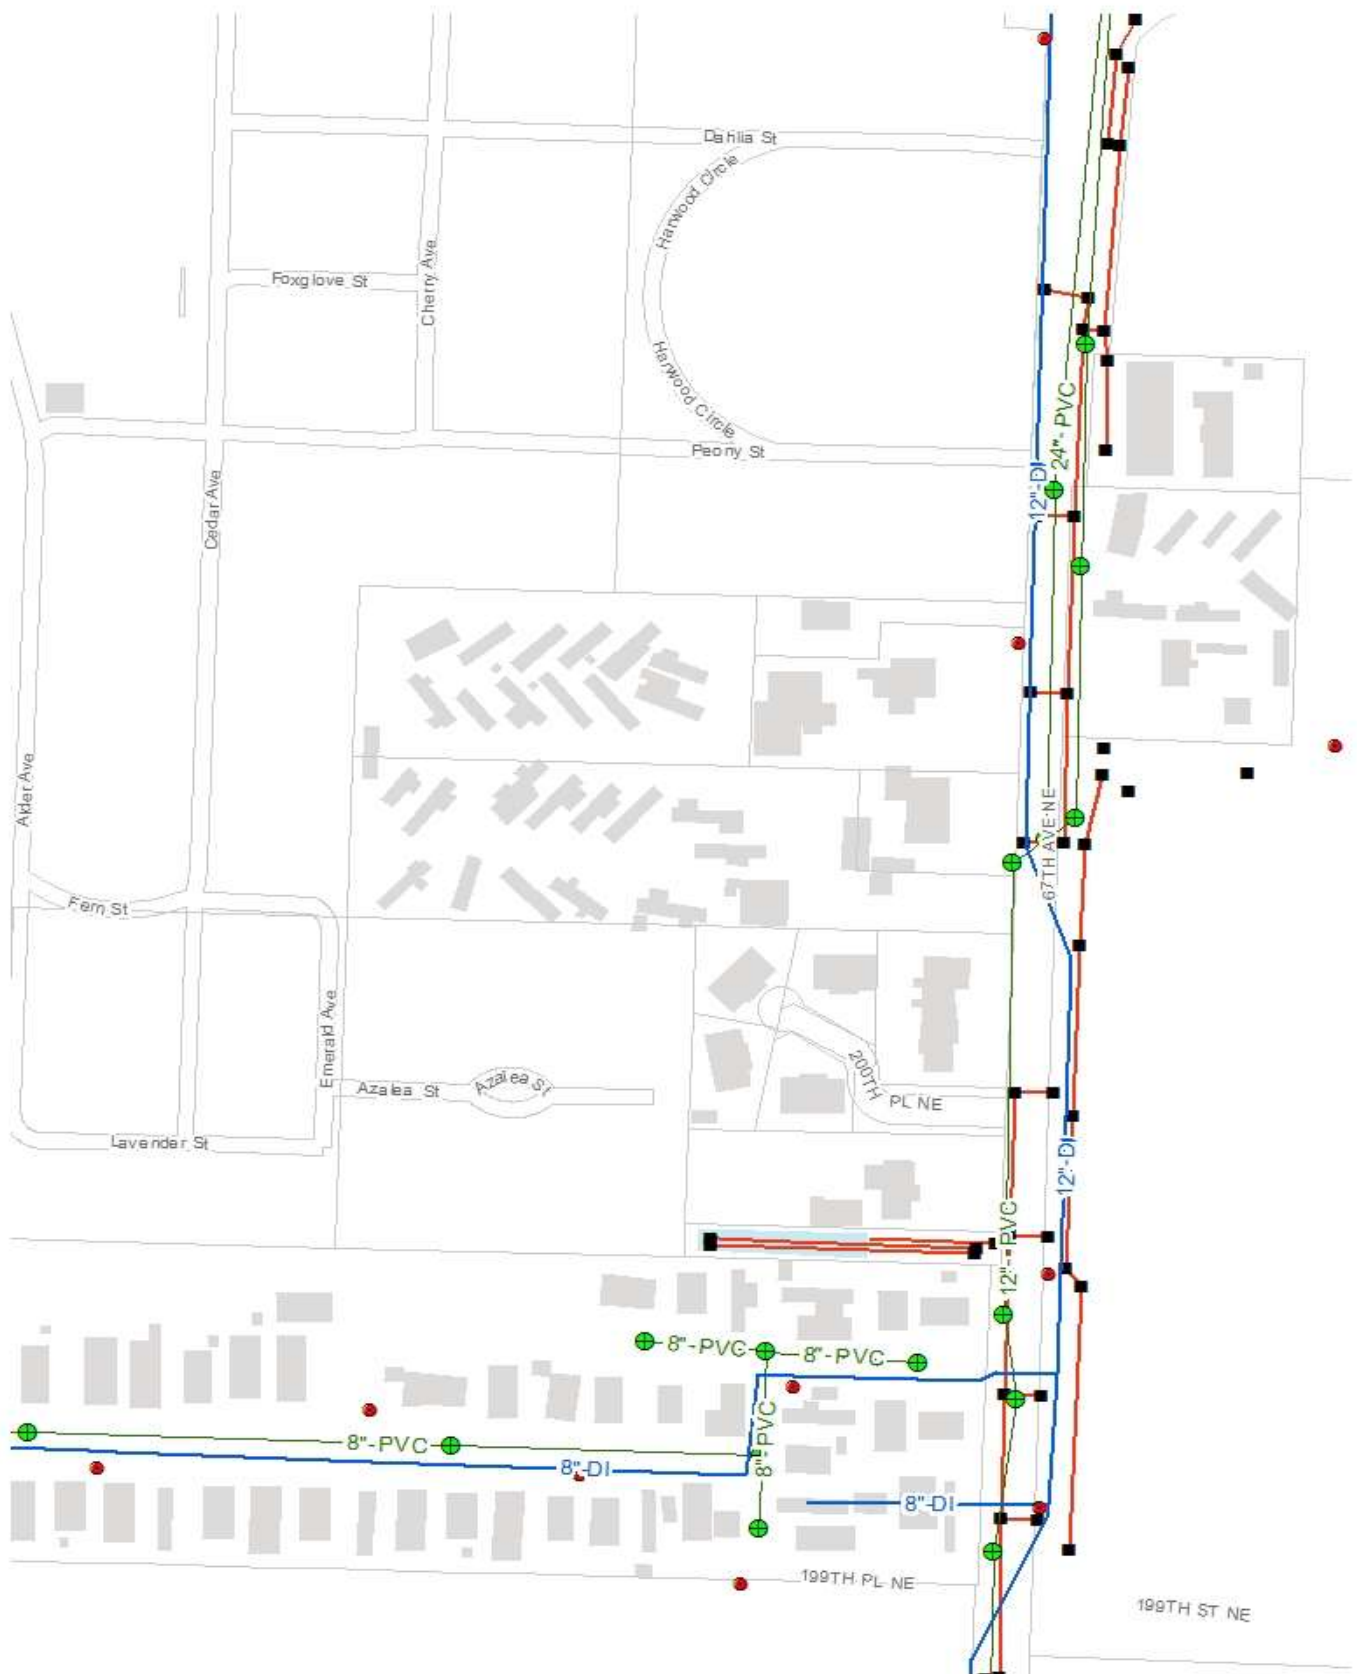 Dahlia St
Harwood Circle
Cherry Ave
Foxglove St
Harwood Circle
24"-PVC
Peony St
12"-DI
Cedar Ave
Alder Ave
67TH AVE NE
Fern St
Emerald Ave
200TH
PL NE
Azalea St
Azalea St
Lavender St
12"-DI
12"-PVC
8"-PVC
8"-PVC
8"-PVC
8"-PVC
8"-DI
8"-DI
199TH PL NE
199TH ST NE